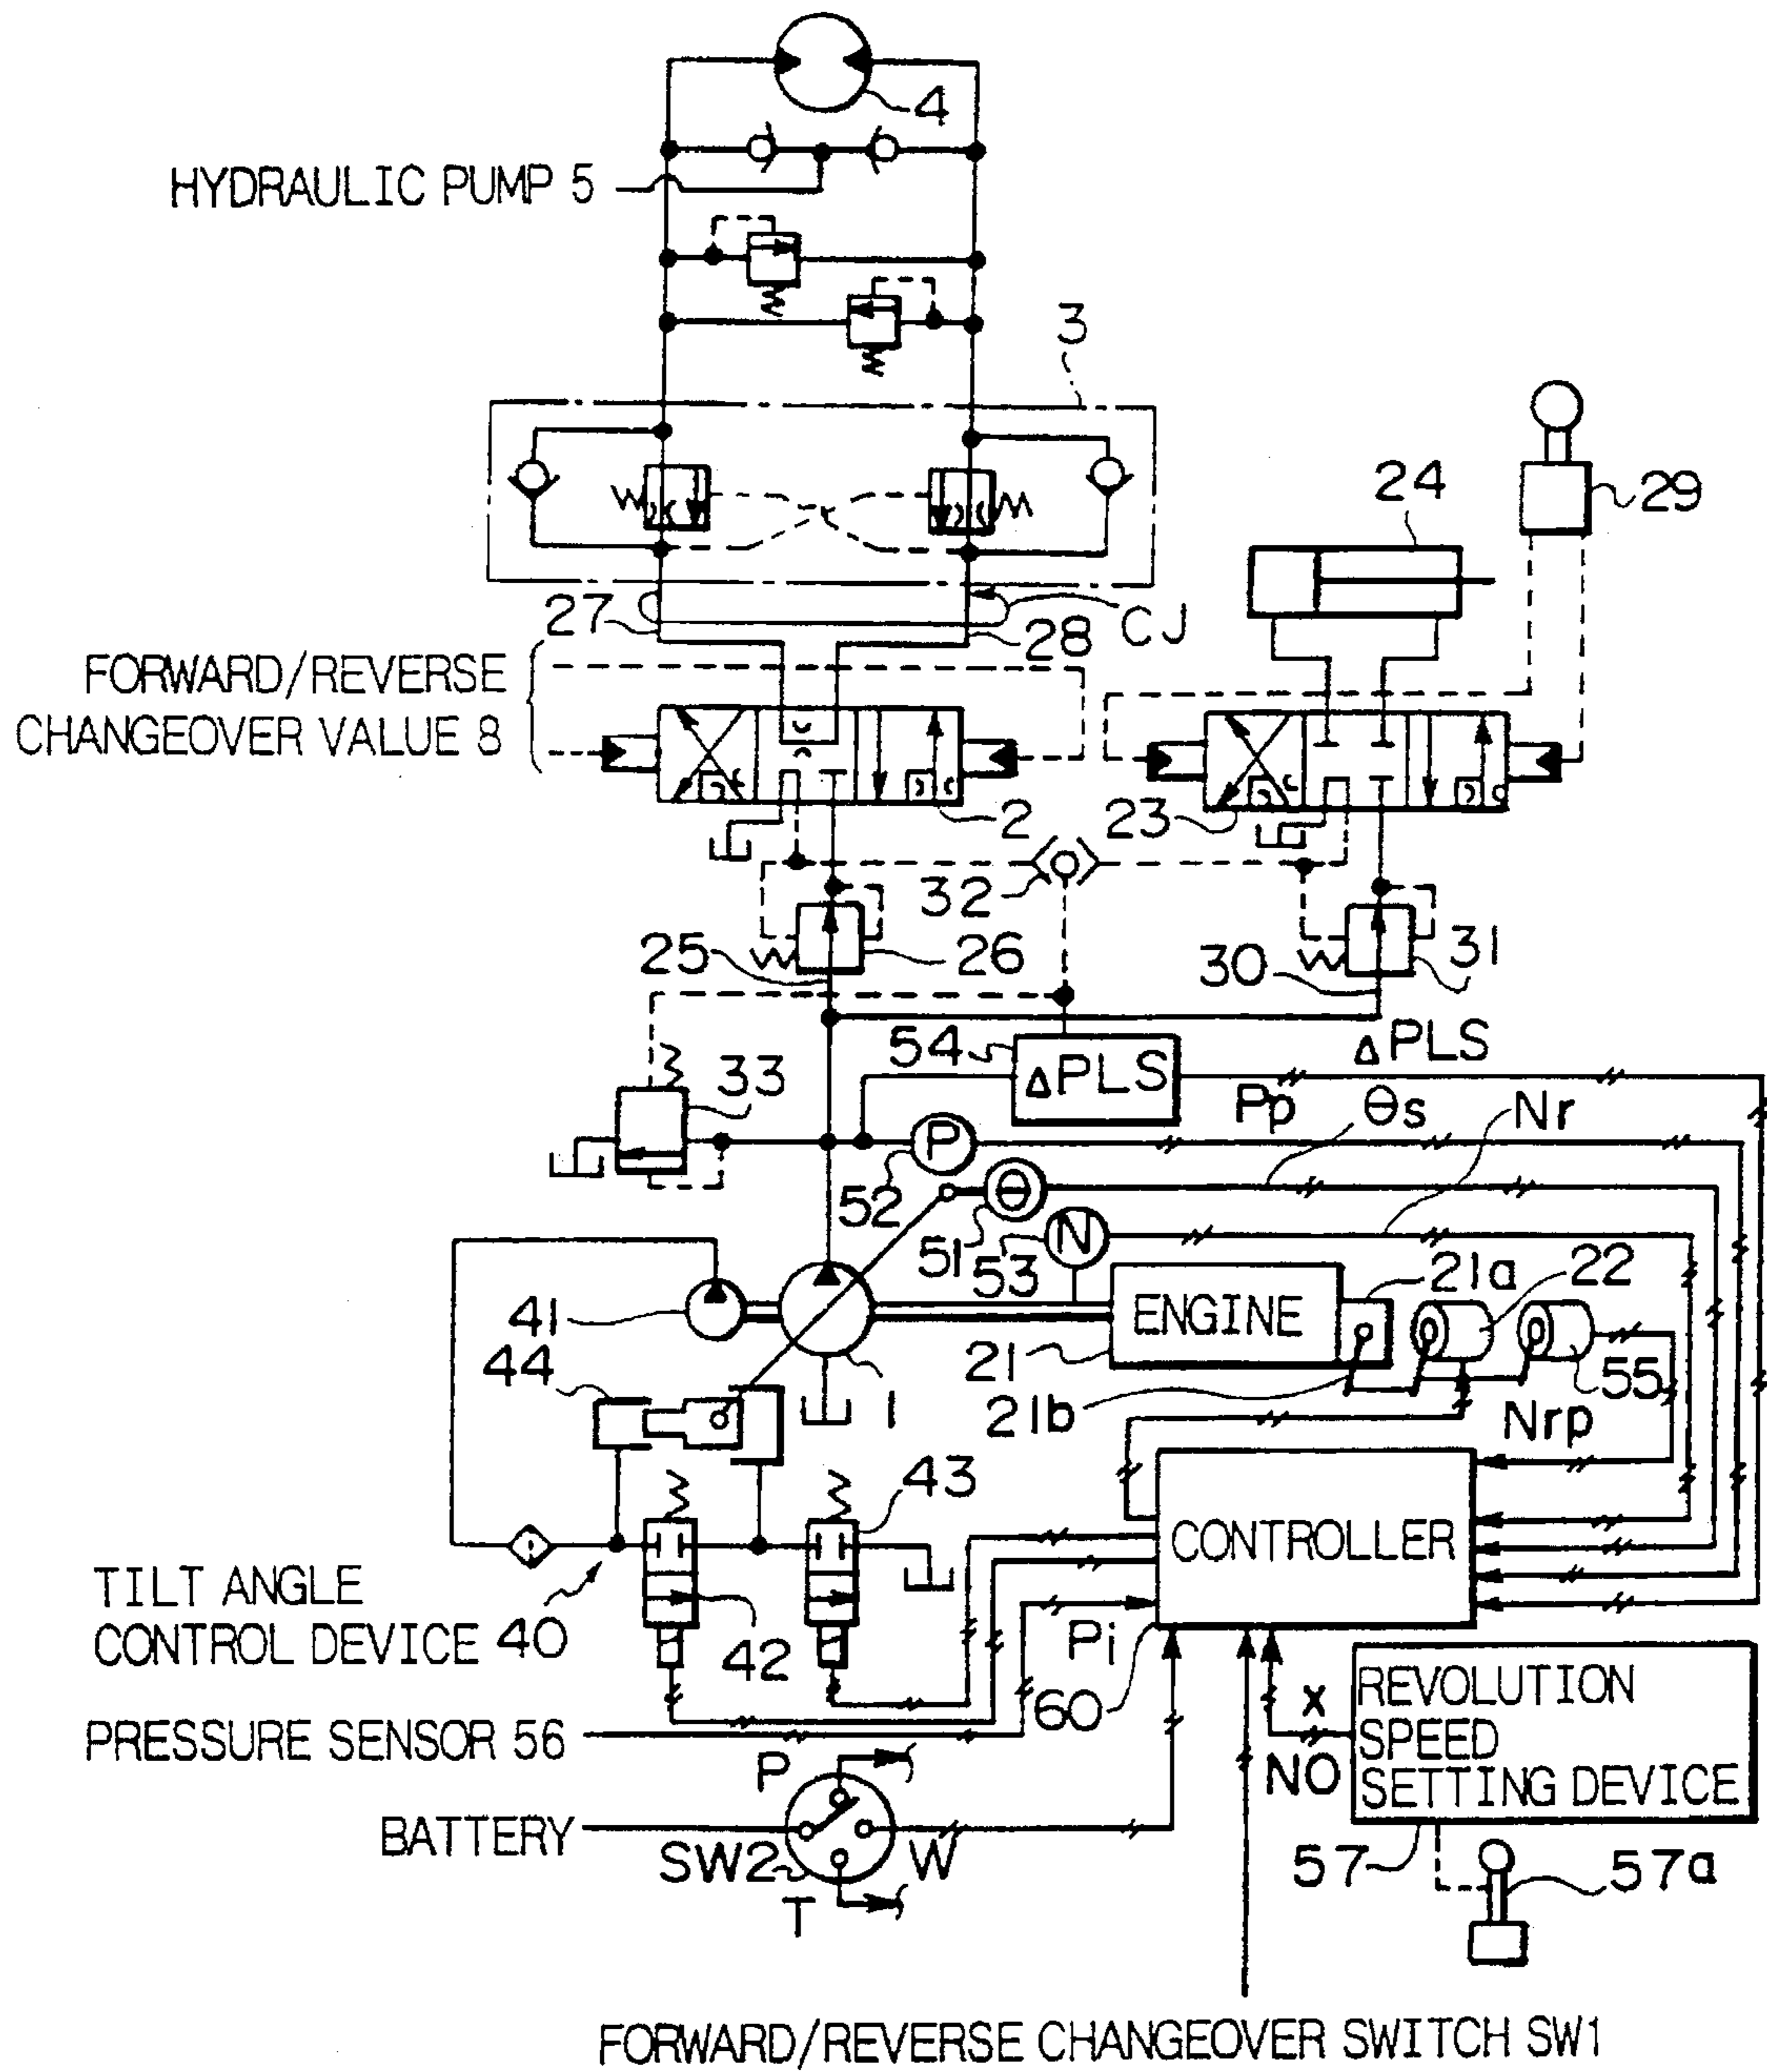 4
HYDRAULIC PUMP 5
3
24
29
27
28
CJ
FORWARD/REVERSE
CHANGEOVER VALUE 8
2
23
32
25
26
30
31
33
54
ΔPLS
ΔPLS
Pp
θs
Nr
P
52
θ
51
N
53
21a
22
41
ENGINE
44
21
55
1
21b
Nrp
43
CONTROLLER
TILT ANGLE
CONTROL DEVICE 40
42
Pi
60
X
REVOLUTION
SPEED
SETTING DEVICE
PRESSURE SENSOR 56
NO
P
BATTERY
SW2
W
57
57a
T
FORWARD/REVERSE CHANGEOVER SWITCH SW1